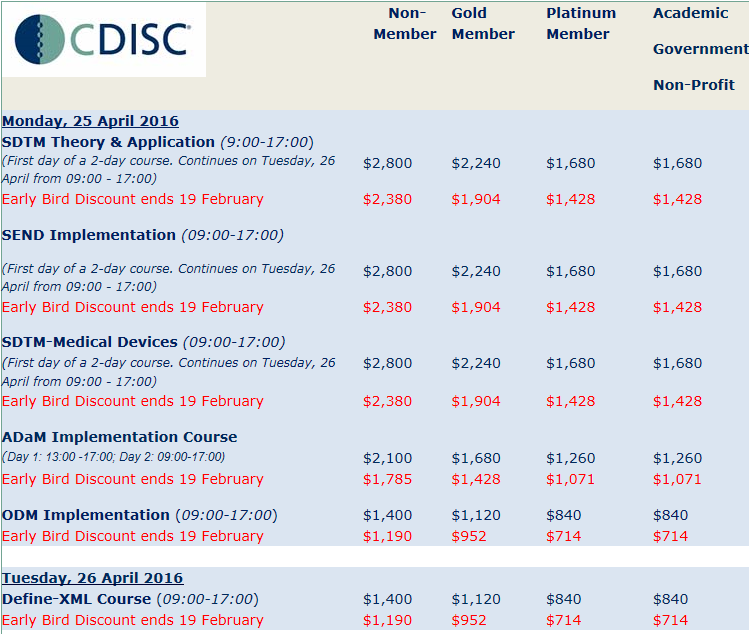 CDISC
Non-Member
Gold Member
Platinum Member
Academic
Government
Non-Profit
Monday, 25 April 2016
SDTM Theory & Application (9:00-17:00)
(First day of a 2-day course. Continues on Tuesday, 26
April from 09:00 - 17:00)
$2,800 $2,240 $1,680 $1,680
Early Bird Discount ends 19 February $2,380 $1,904 $1,428 $1,428
SEND Implementation (09:00-17:00)
(First day of a 2-day course. Continues on Tuesday, 26
April from 09:00 - 17:00)
$2,800 $2,240 $1,680 $1,680
Early Bird Discount ends 19 February $2,380 $1,904 $1,428 $1,428
SDTM-Medical Devices (09:00-17:00)
(First day of a 2-day course. Continues on Tuesday, 26
April from 09:00 - 17:00)
$2,800 $2,240 $1,680 $1,680
Early Bird Discount ends 19 February $2,380 $1,904 $1,428 $1,428
ADaM Implementation Course
(Day 1: 13:00 -17:00; Day 2: 09:00-17:00) $2,100 $1,680 $1,260 $1,260
Early Bird Discount ends 19 February $1,785 $1,428 $1,071 $1,071
ODM Implementation (09:00-17:00) $1,400 $1,120 $840 $840
Early Bird Discount ends 19 February $1,190 $952 $714 $714
Tuesday, 26 April 2016
Define-XML Course (09:00-17:00) $1,400 $1,120 $840 $840
Early Bird Discount ends 19 February $1,190 $952 $714 $714